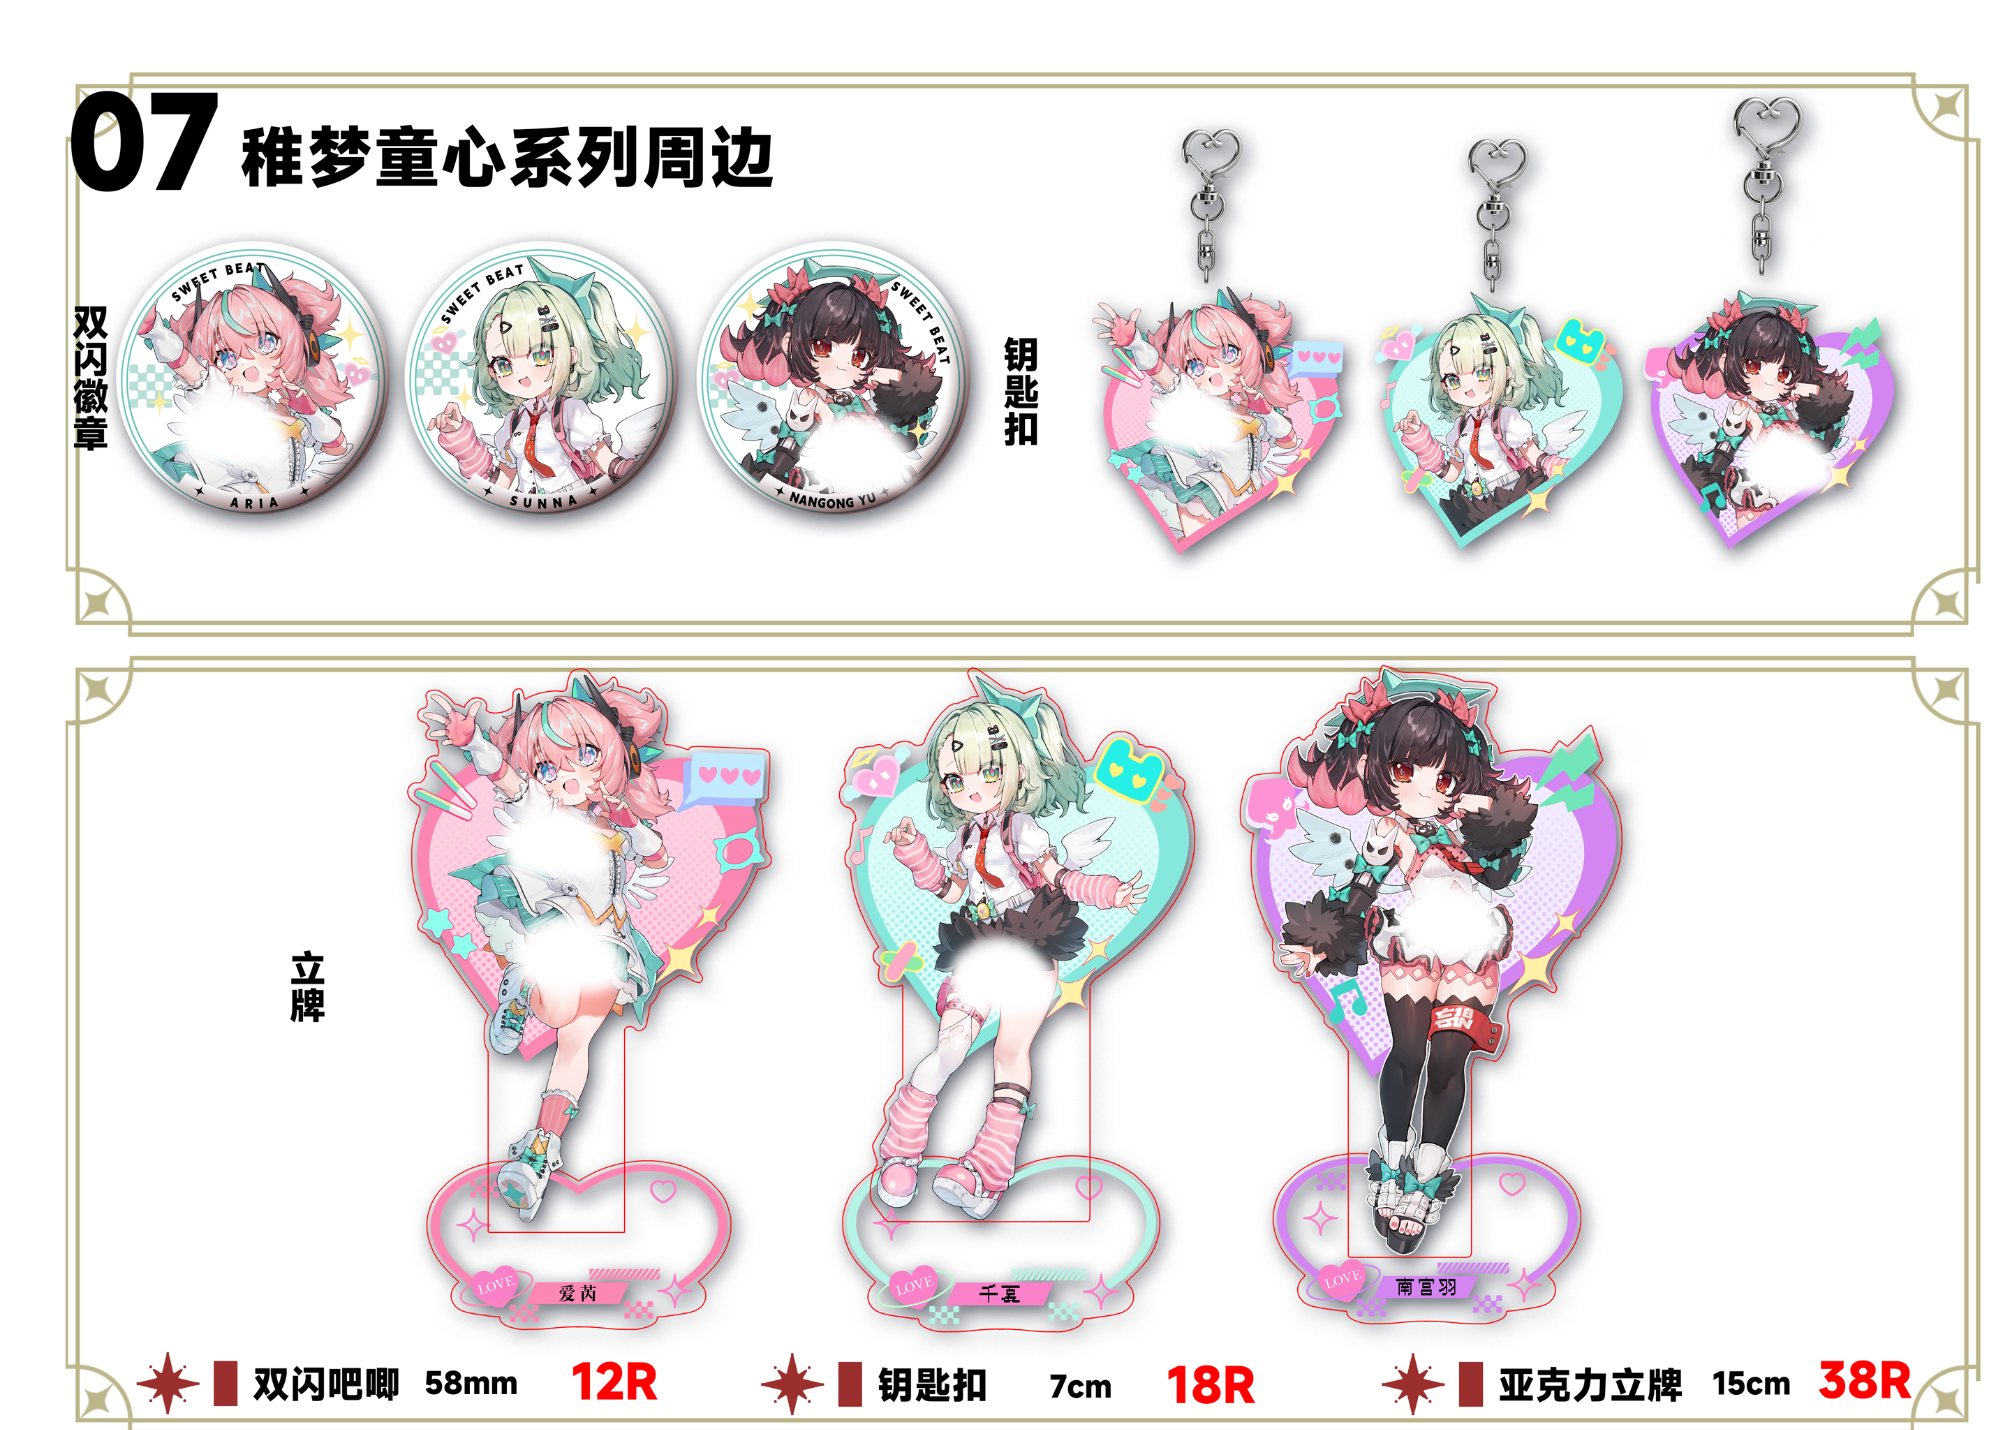 07 稚梦童心系列周边
双闪徽章
SWEET BEAT
ARIA
SWEET BEAT
SUNNA
SWEET BEAT
NANGONG YU
钥匙扣
立牌
LOVE
爱芮
LOVE
千夏
LOVE
南宫羽
双闪吧唧 58mm 12R
钥匙扣 7cm 18R
亚克力立牌 15cm 38R